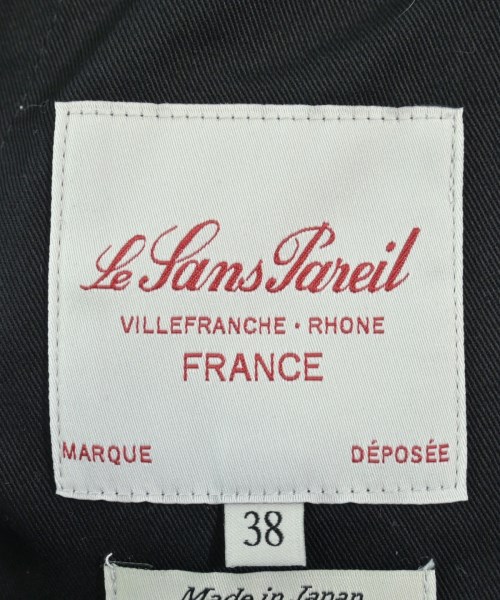 Le Sans Pareil
VILLEFRANCHE · RHONE
FRANCE
MARQUE DÉPOSÉE
38
Made in Japan